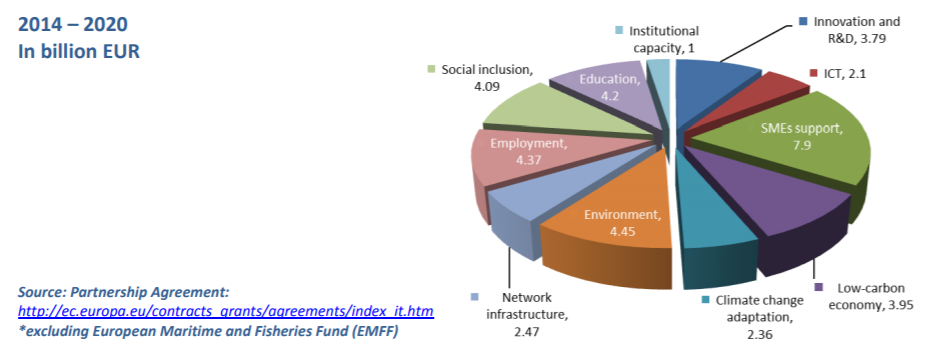 2014 – 2020
In billion EUR
Institutional
capacity, 1
Innovation and
R&D, 3.79
ICT, 2.1
Social inclusion,
4.09
Education,
4.2
SMEs support,
7.9
Employment,
4.37
Environment,
4.45
Network
infrastructure,
2.47
Climate change
adaptation,
2.36
Low-carbon
economy, 3.95
Source: Partnership Agreement:
http://ec.europa.eu/contracts_grants/agreements/index_it.htm
*excluding European Maritime and Fisheries Fund (EMFF)